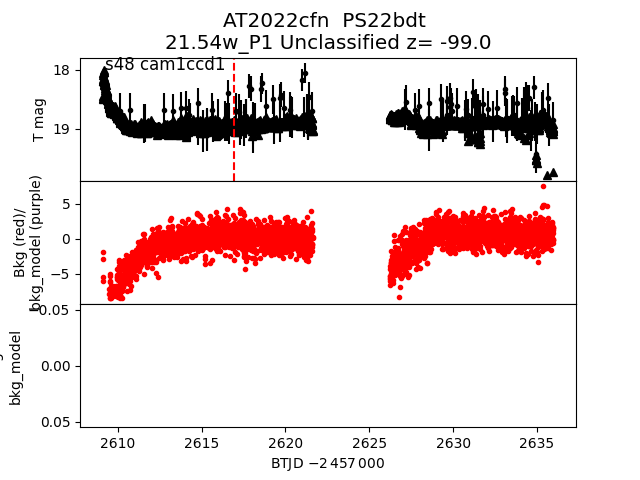 AT2022cfn PS22bdt
21.54w_P1 Unclassified z= -99.0
s48 cam1ccd1
18
19
T mag
5
0
−5
Bkg (red)/
bkg_model (purple)
0.05
0.00
0.05
bkg_model
2610
2615
2620
2625
2630
2635
BTJD −2 457 000